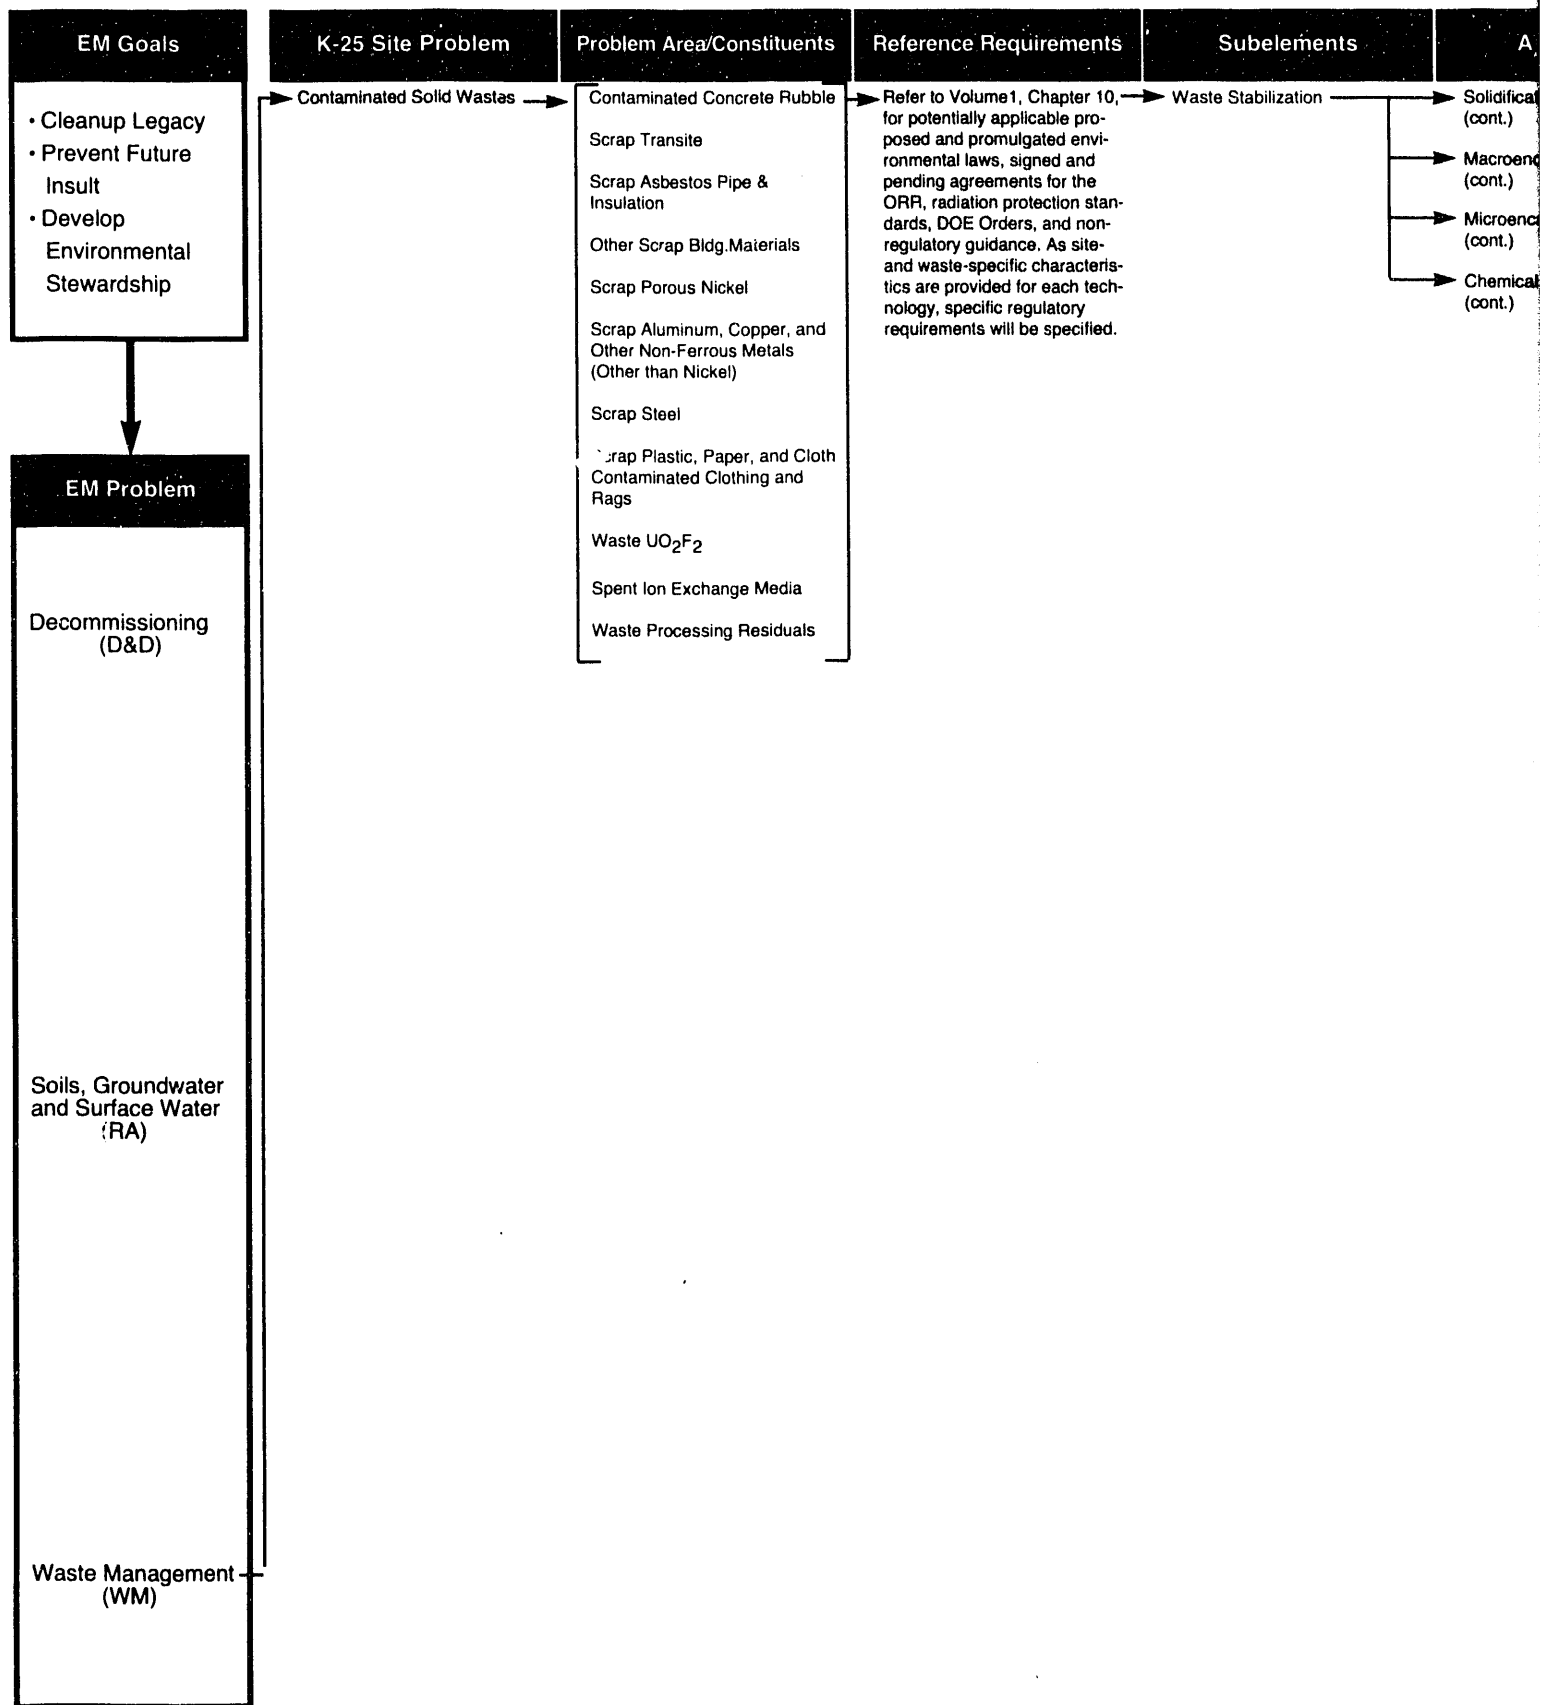 EM Goals
• Cleanup Legacy
• Prevent Future
Insult
• Develop
Environmental
Stewardship
EM Problem
Decommissioning
(D&D)
Soils, Groundwater
and Surface Water
(RA)
Waste Management
(WM)
K-25 Site Problem
Contaminated Solid Wastes
Problem Area/Constituents
Contaminated Concrete Rubble
Scrap Transite
Scrap Asbestos Pipe &
Insulation
Other Scrap Bldg.Materials
Scrap Porous Nickel
Scrap Aluminum, Copper, and
Other Non-Ferrous Metals
(Other than Nickel)
Scrap Steel
Plastic, Paper, and Cloth
Contaminated Clothing and
Rags
Waste UO2F2
Spent Ion Exchange Media
Waste Processing Residuals
Reference Requirements
Refer to Volume1, Chapter 10,
for potentially applicable pro-
posed and promulgated envi-
ronmental laws, signed and
pending agreements for the
ORR, radiation protection stan-
dards, DOE Orders, and non-
regulatory guidance. As site-
and waste-specific characteris-
tics are provided for each tech-
nology, specific regulatory
requirements will be specified.
Subelements
Waste Stabilization
A
(cont.)
(cont.)
(cont.)
Chemical
(cont.)